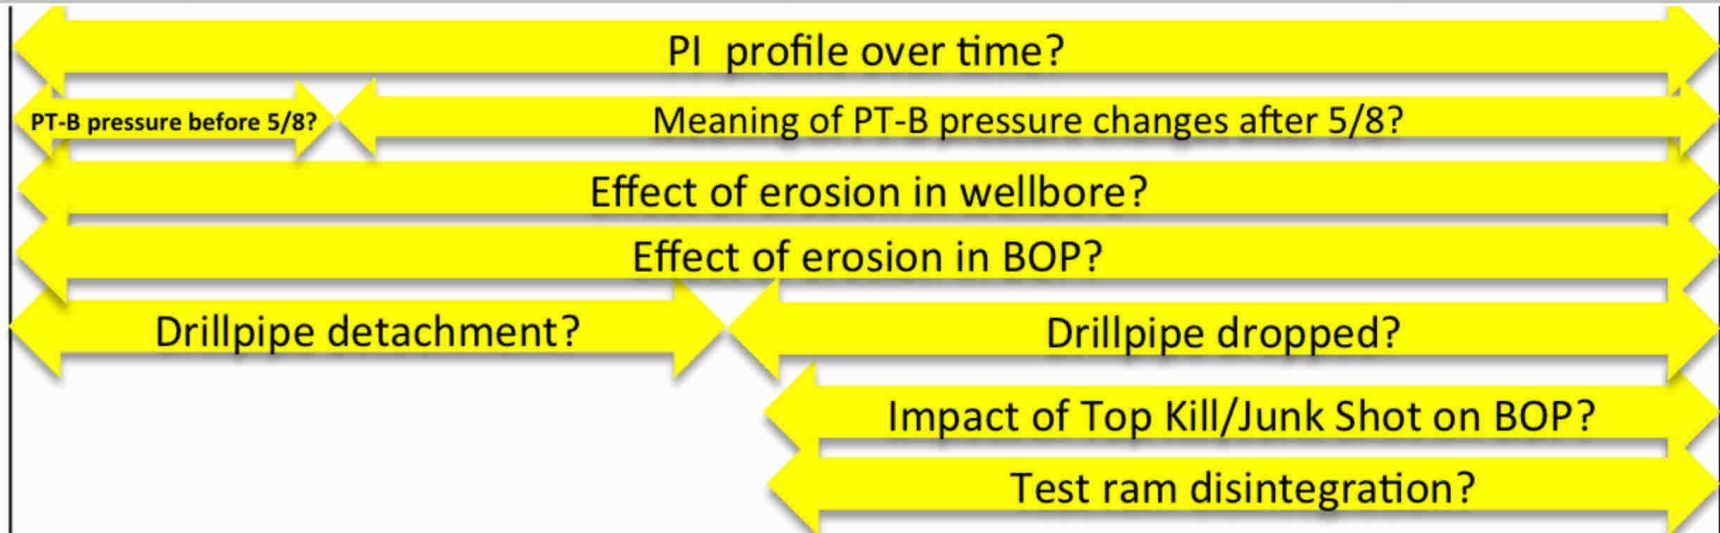 PI profile over time?
PT-B pressure before 5/8?
Meaning of PT-B pressure changes after 5/8?
Effect of erosion in wellbore?
Effect of erosion in BOP?
Drillpipe detachment?
Drillpipe dropped?
Impact of Top Kill/Junk Shot on BOP?
Test ram disintegration?